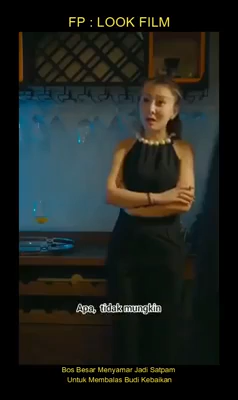 FP : LOOK FILM
Apa, tidak mungkin
Bos Besar Menyamar Jadi Satpam
Untuk Membalas Budi Kebaikan